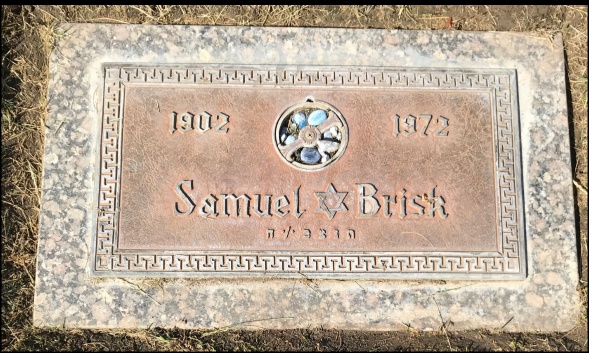 1902 1972
Samuel ✡ Brisk
ת נ צ ב ״ ה